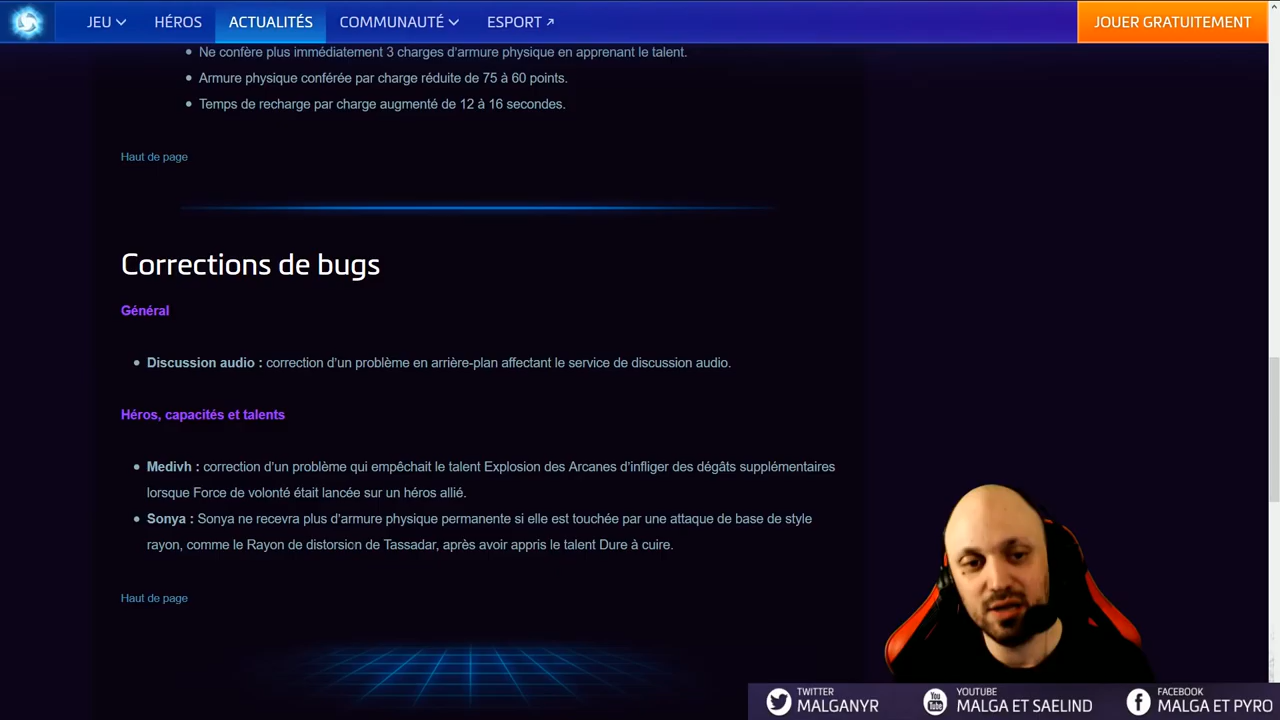 JEU HÉROS ACTUALITÉS COMMUNAUTÉ ESPORT JOUER GRATUITEMENT
Ne confère plus immédiatement 3 charges d'armure physique en apprenant le talent.
Armure physique conférée par charge réduite de 75 à 60 points.
Temps de recharge par charge augmenté de 12 à 16 secondes.
Haut de page
Corrections de bugs
Général
Discussion audio : correction d'un problème en arrière-plan affectant le service de discussion audio.
Héros, capacités et talents
Medivh : correction d'un problème qui empêchait le talent Explosion des Arcanes d'infliger des dégâts supplémentaires
lorsque Force de volonté était lancée sur un héros allié.
Sonya : Sonya ne recevra plus d'armure physique permanente si elle est touchée par une attaque de base de style
rayon, comme le Rayon de distorsion de Tassadar, après avoir appris le talent Dure à cuire.
Haut de page
TWITTER
MALGANYR
You Tube
YOUTUBE
MALGA ET SAELIND
FACEBOOK
MALGA ET PYRO